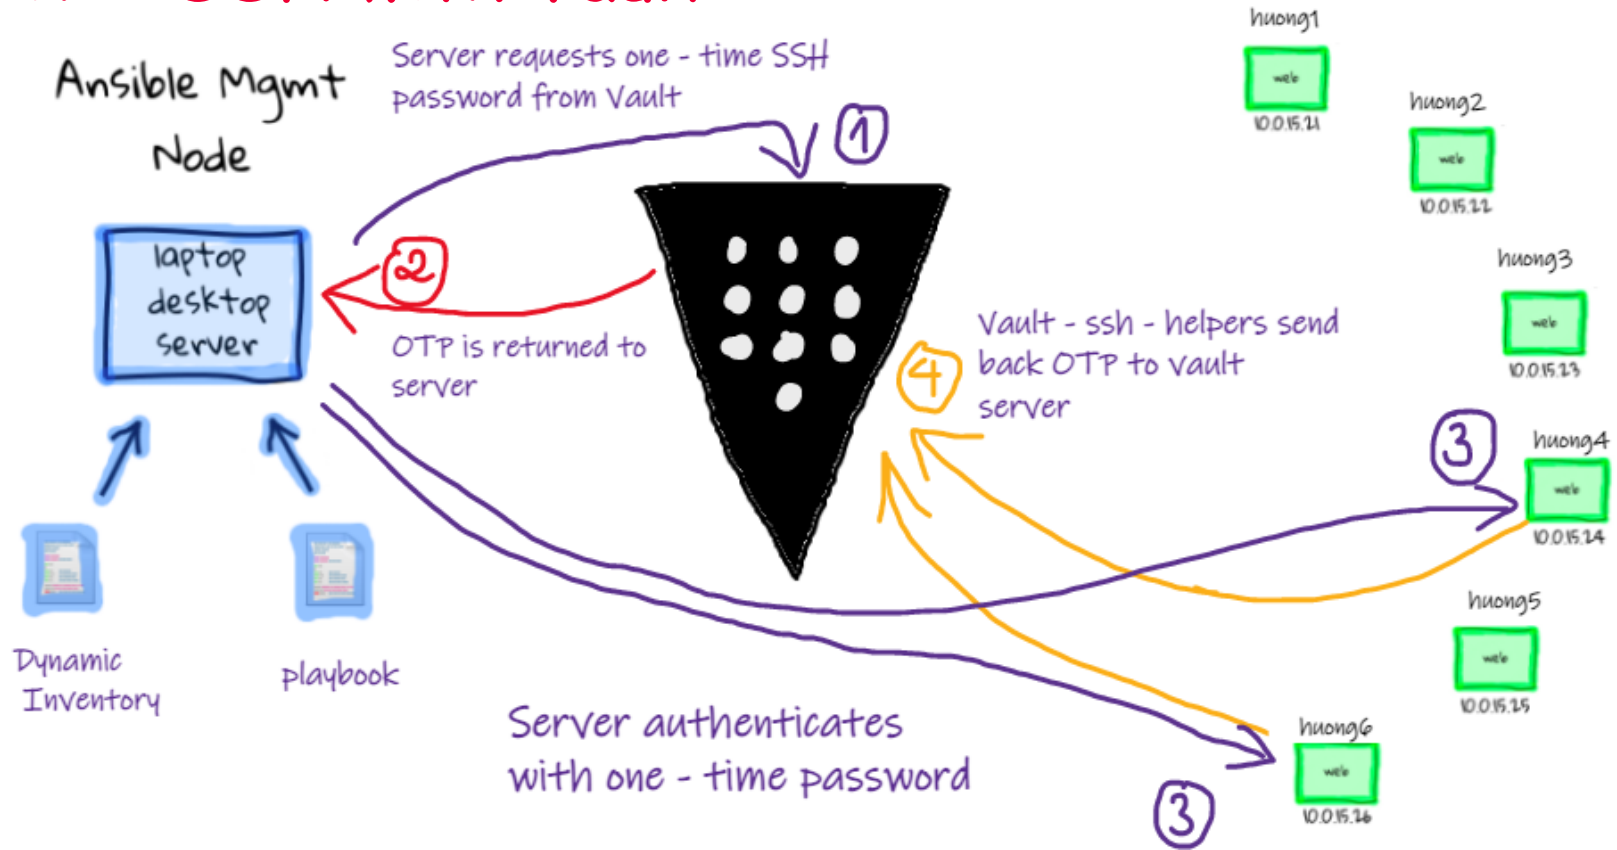 Ansible Mgmt
Node
Server requests one - time SSH
password from Vault
1
laptop
desktop
server
2
OTP is returned to
server
Vault - ssh - helpers send
back OTP to vault
server
4
3
Dynamic
Inventory
playbook
Server authenticates
with one - time password
3
huong1
web
10.0.15.21
huong2
web
10.0.15.22
huong3
web
10.0.15.23
huong4
web
10.0.15.24
huong5
web
10.0.15.25
huong6
web
10.0.15.26